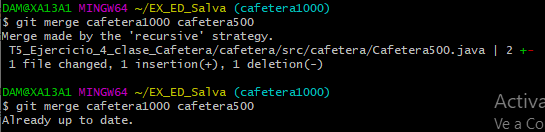 DAM@XA13A1 MINGW64 ~/EX_ED_Salva (cafetera1000)
$ git merge cafetera1000 cafetera500
Merge made by the 'recursive' strategy.
 T5_Ejercicio_4_clase_Cafetera/cafetera/src/cafetera/Cafetera500.java | 2 +-
 1 file changed, 1 insertion(+), 1 deletion(-)

DAM@XA13A1 MINGW64 ~/EX_ED_Salva (cafetera1000)
$ git merge cafetera1000 cafetera500
Already up to date.
Activa
Ve a Co